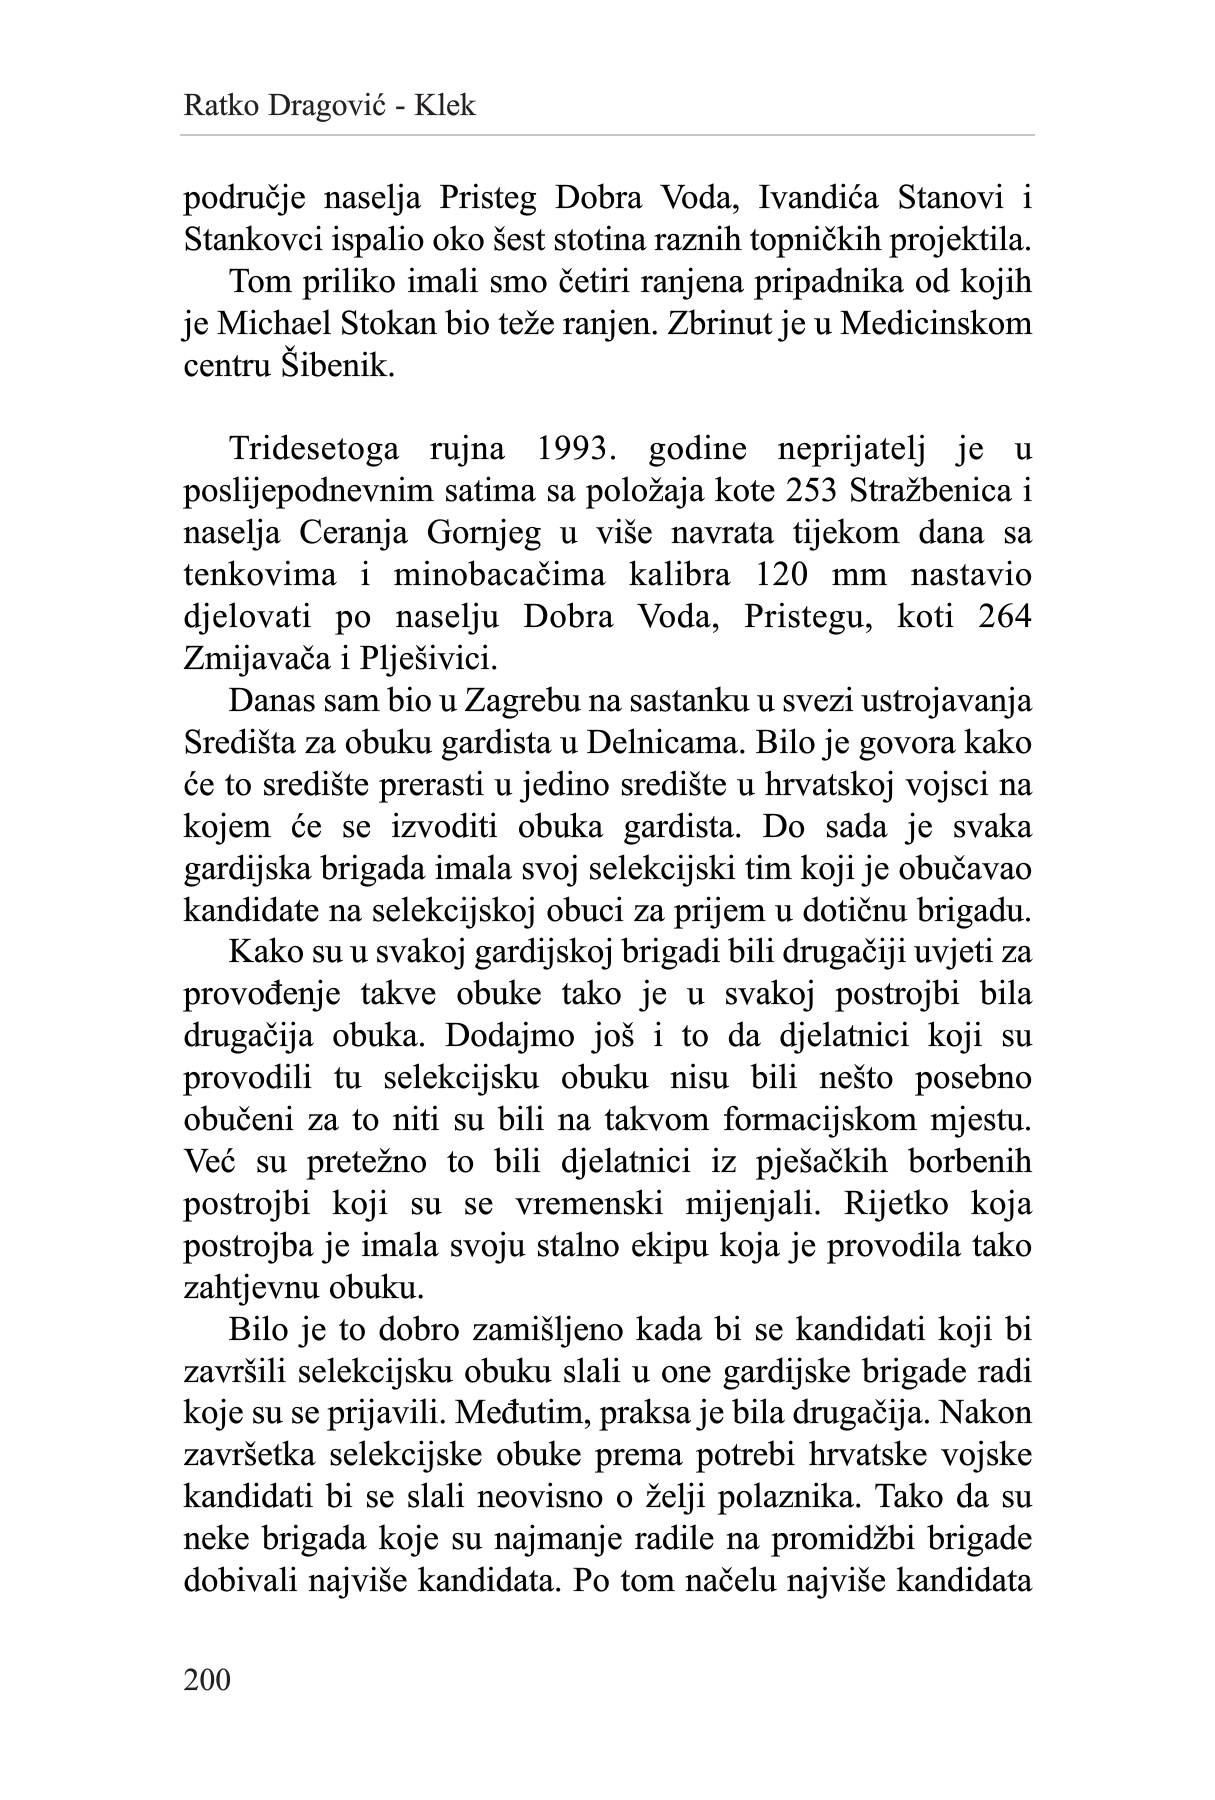 Ratko Dragović - Klek
područje naselja Pristeg Dobra Voda, Ivandića Stanovi i
Stankovci ispalio oko šest stotina raznih topničkih projektila.
Tom priliko imali smo četiri ranjena pripadnika od kojih
je Michael Stokan bio teže ranjen. Zbrinut je u Medicinskom
centru Šibenik.
Tridesetoga rujna 1993. godine neprijatelj je u
poslijepodnevnim satima sa položaja kote 253 Stražbenica i
naselja Ceranja Gornjeg u više navrata tijekom dana sa
tenkovima i minobacačima kalibra 120 mm nastavio
djelovati po naselju Dobra Voda, Pristegu, koti 264
Zmijavača i Plješivici.
Danas sam bio u Zagrebu na sastanku u svezi ustrojavanja
Središta za obuku gardista u Delnicama. Bilo je govora kako
će to središte prerasti u jedino središte u hrvatskoj vojsci na
kojem će se izvoditi obuka gardista. Do sada je svaka
gardijska brigada imala svoj selekcijski tim koji je obučavao
kandidate na selekcijskoj obuci za prijem u dotičnu brigadu.
Kako su u svakoj gardijskoj brigadi bili drugačiji uvjeti za
provođenje takve obuke tako je u svakoj postrojbi bila
drugačija obuka. Dodajmo još i to da djelatnici koji su
provodili tu selekcijsku obuku nisu bili nešto posebno
obučeni za to niti su bili na takvom formacijskom mjestu.
Već su pretežno to bili djelatnici iz pješačkih borbenih
postrojbi koji su se vremenski mijenjali. Rijetko koja
postrojba je imala svoju stalno ekipu koja je provodila tako
zahtjevnu obuku.
Bilo je to dobro zamišljeno kada bi se kandidati koji bi
završili selekcijsku obuku slali u one gardijske brigade radi
koje su se prijavili. Međutim, praksa je bila drugačija. Nakon
završetka selekcijske obuke prema potrebi hrvatske vojske
kandidati bi se slali neovisno o želji polaznika. Tako da su
neke brigada koje su najmanje radile na promidžbi brigade
dobivali najviše kandidata. Po tom načelu najviše kandidata
200